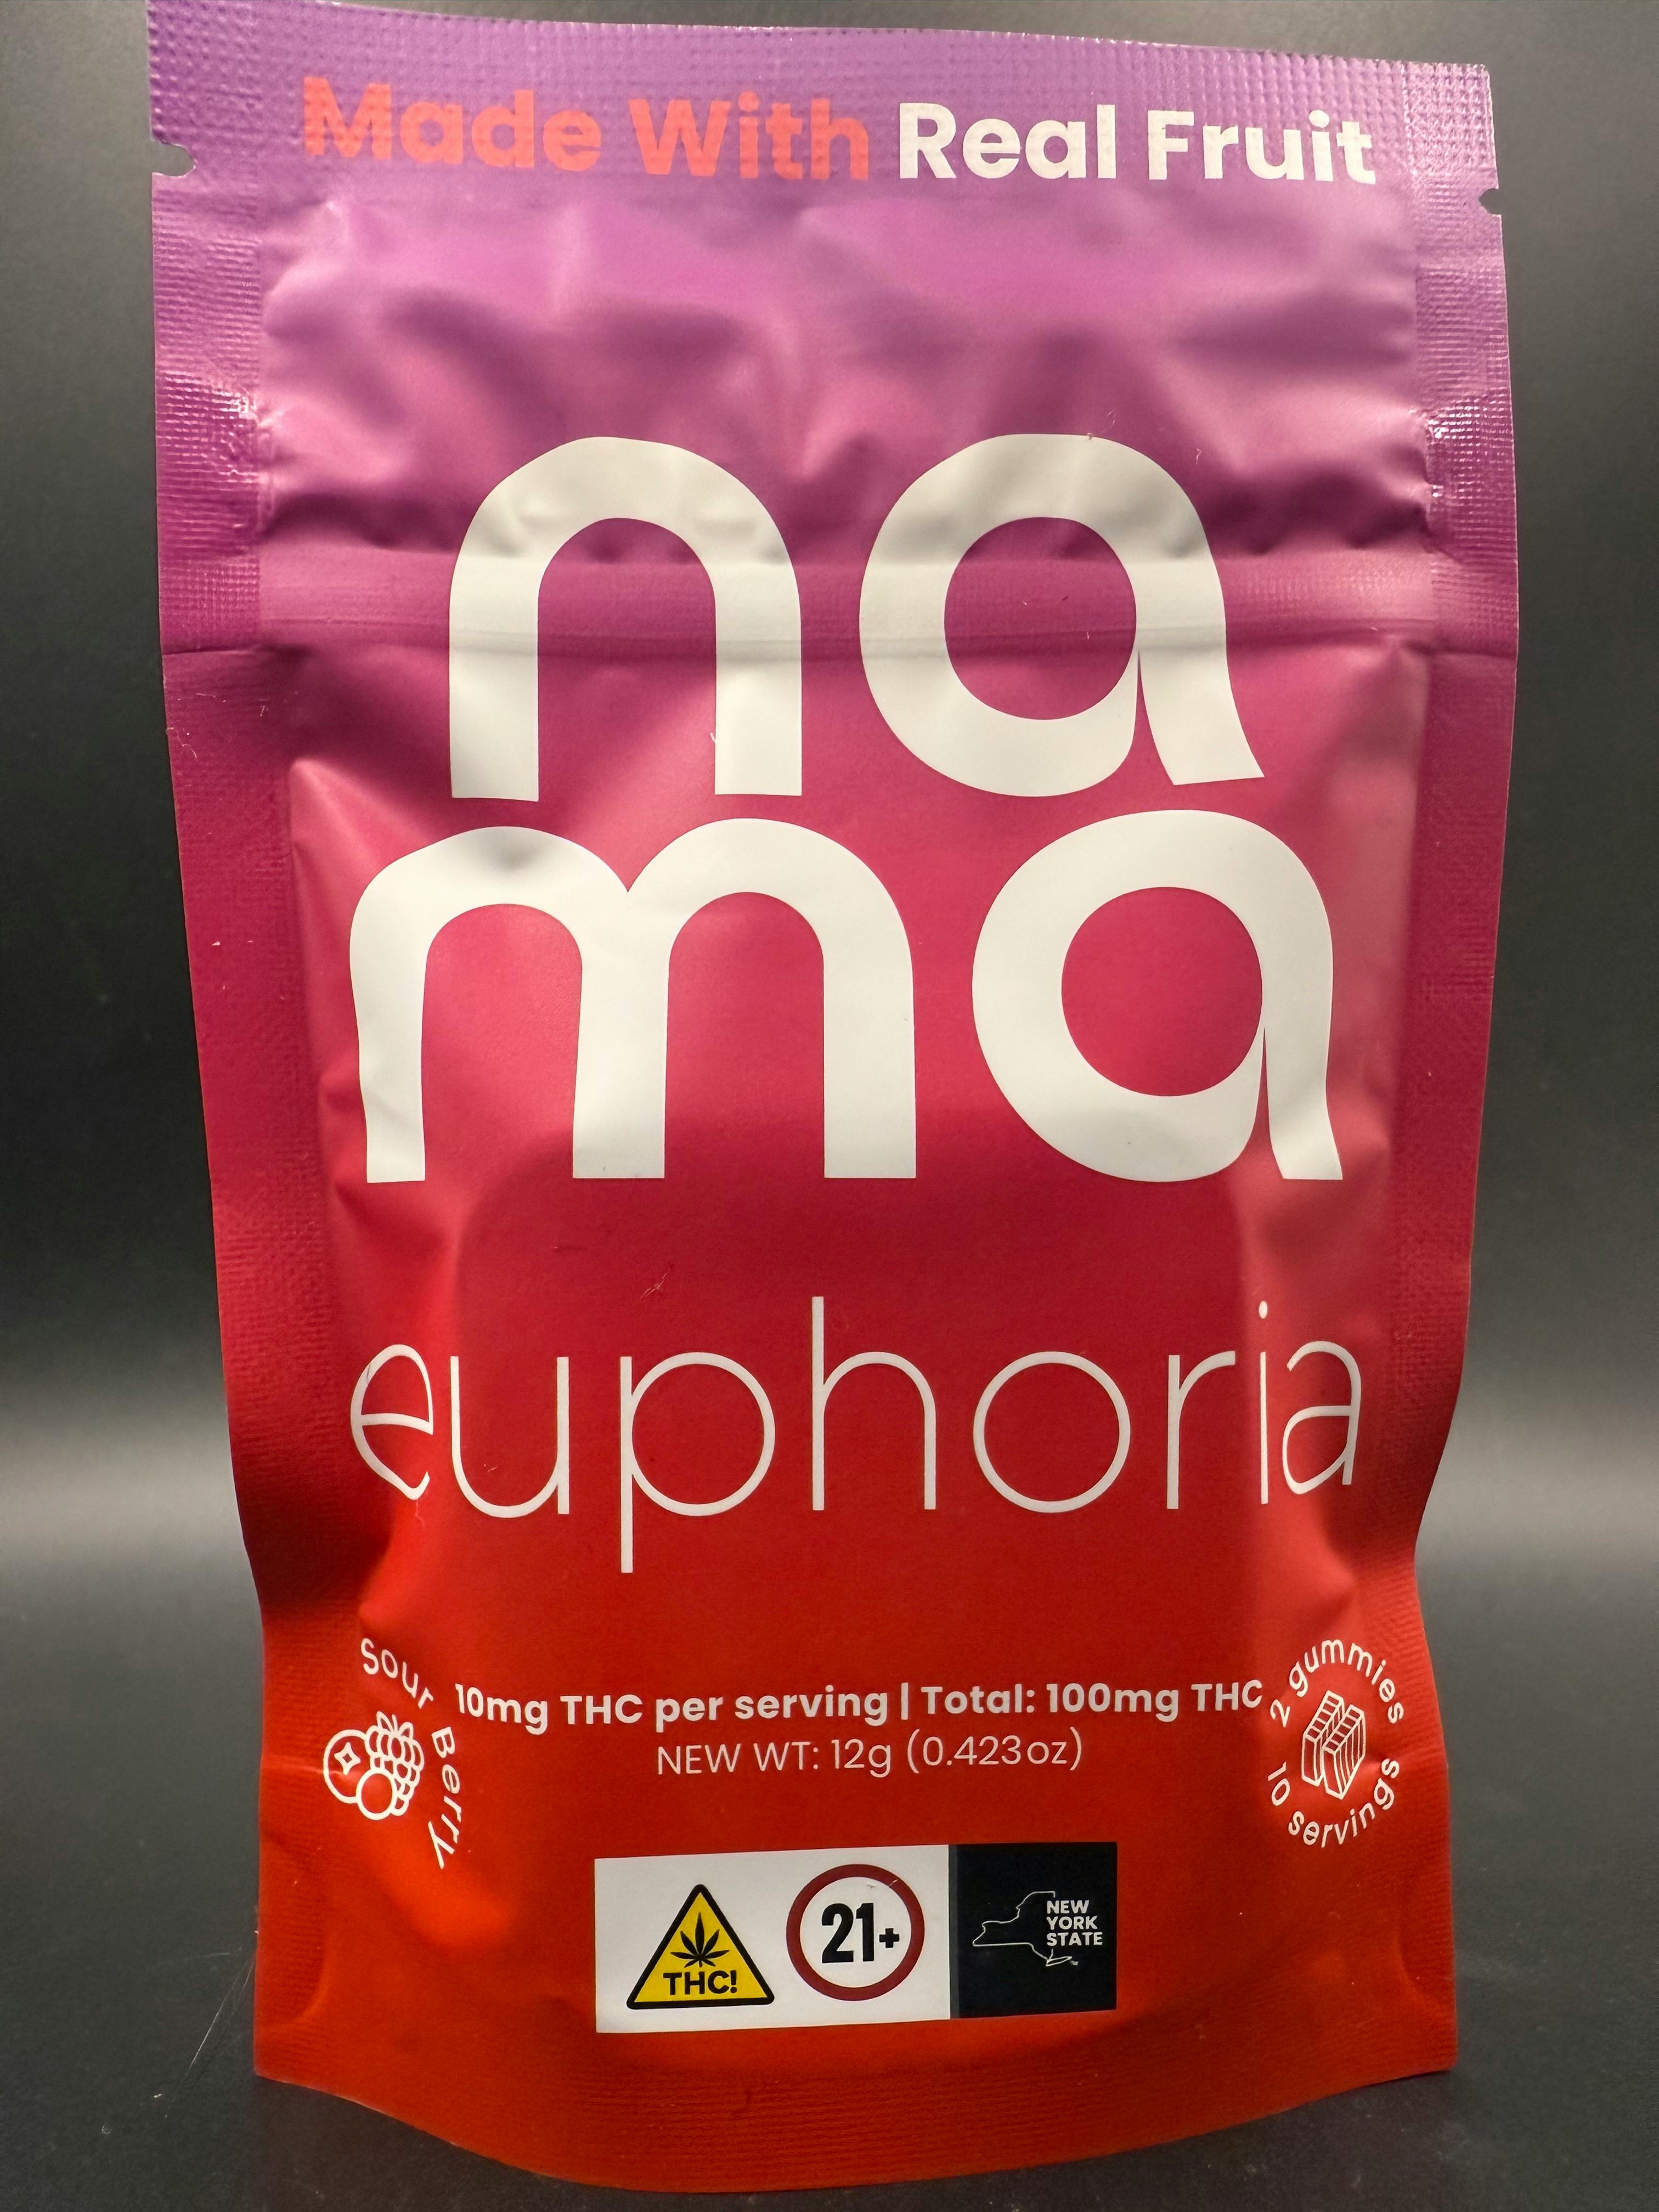 Made With Real Fruit
na
ma
euphoria
Sour Berry
10mg THC per serving | Total: 100mg THC
NEW WT: 12g (0.423oz)
2 gummies
10 servings
THC!
21+
NEW
YORK
STATE